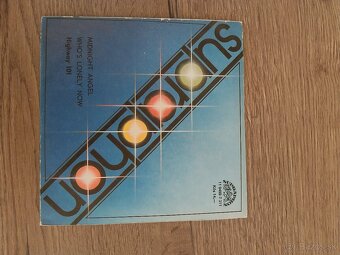 supraphon
MIDNIGHT ANGEL
WHO'S LONELY NOW
Highway 101